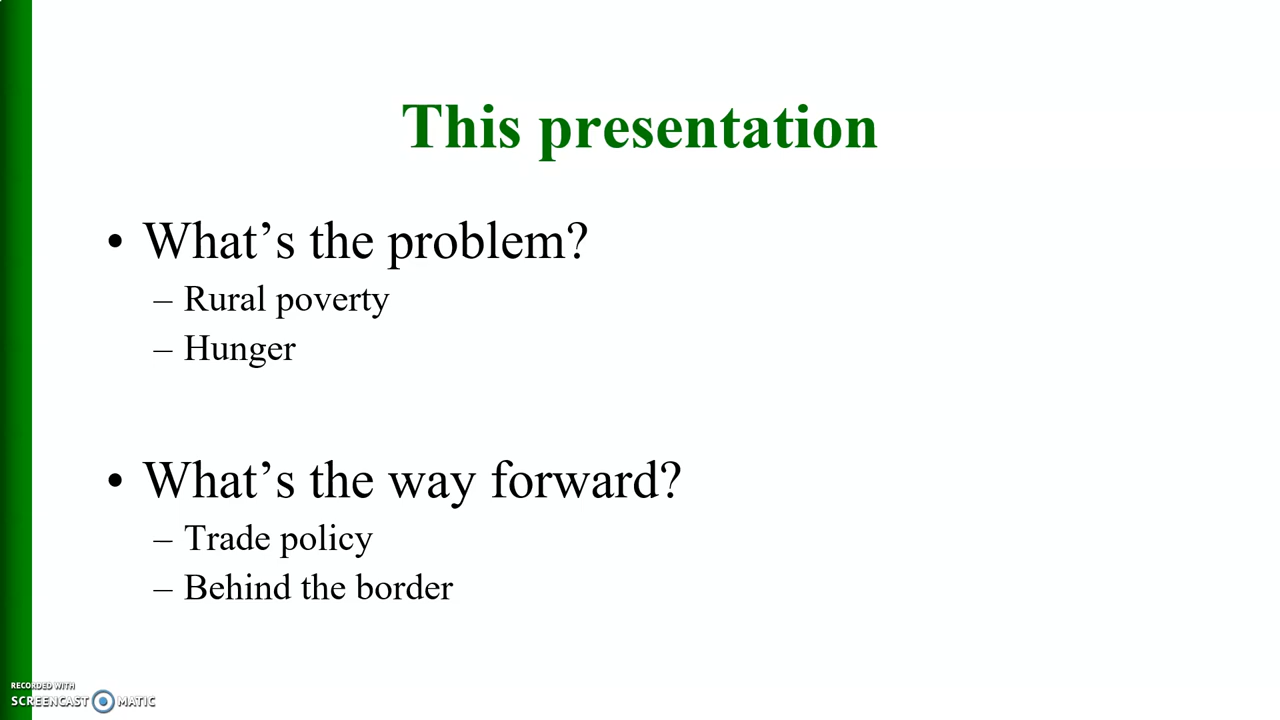 This presentation
• What’s the problem?
– Rural poverty
– Hunger
• What’s the way forward?
– Trade policy
– Behind the border
RECORDED WITH
SCREENCAST MATIC